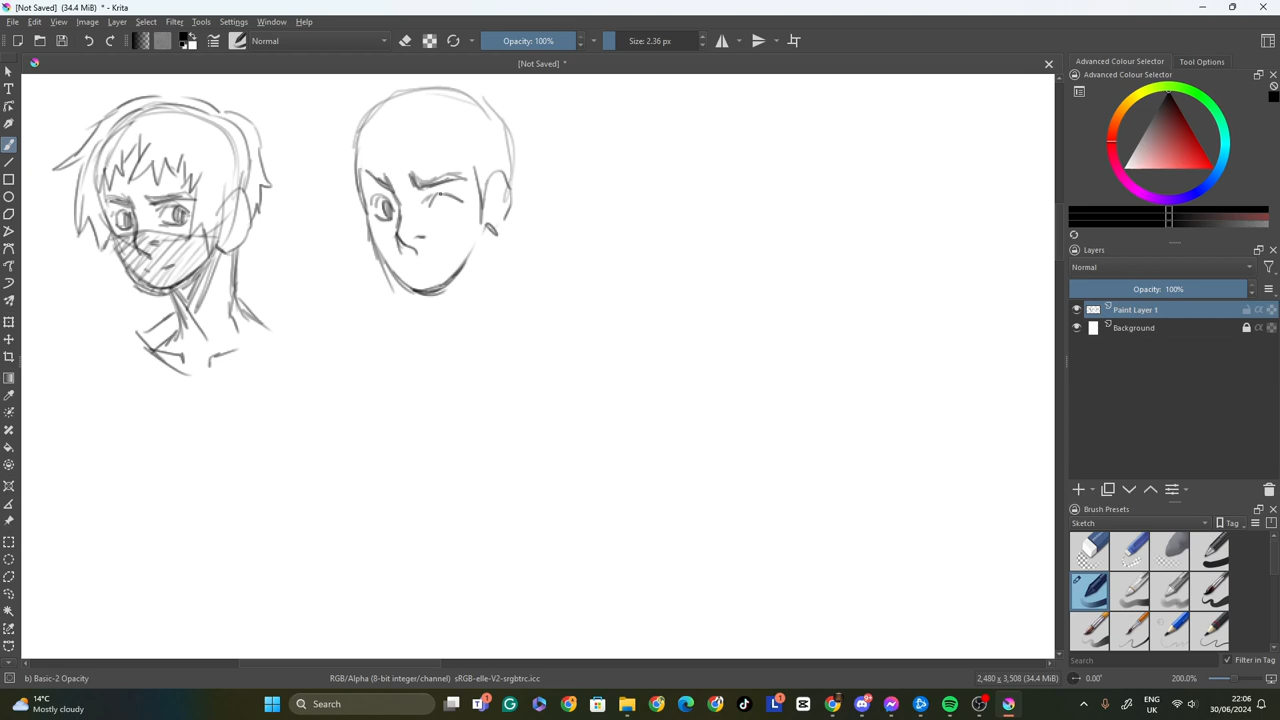 [Not Saved] (34.4 MiB) * - Krita
File Edit View Image Layer Select Filter Tools Settings Window Help
Normal
Opacity: 100%
Size: 2.36 px
[Not Saved] *
Advanced Colour Selector
Tool Options
Advanced Colour Selector
Layers
Normal
Opacity: 100%
Paint Layer 1
Background
Brush Presets
Sketch
Tag
Search
Filter in Tag
b) Basic-2 Opacity
RGB/Alpha (8-bit integer/channel) sRGB-elle-V2-srgbtrc.icc
2,480 x 3,508 (34.4 MiB)
0.00°
200.0%
14°C
Mostly cloudy
Search
ENG
UK
22:06
30/06/2024